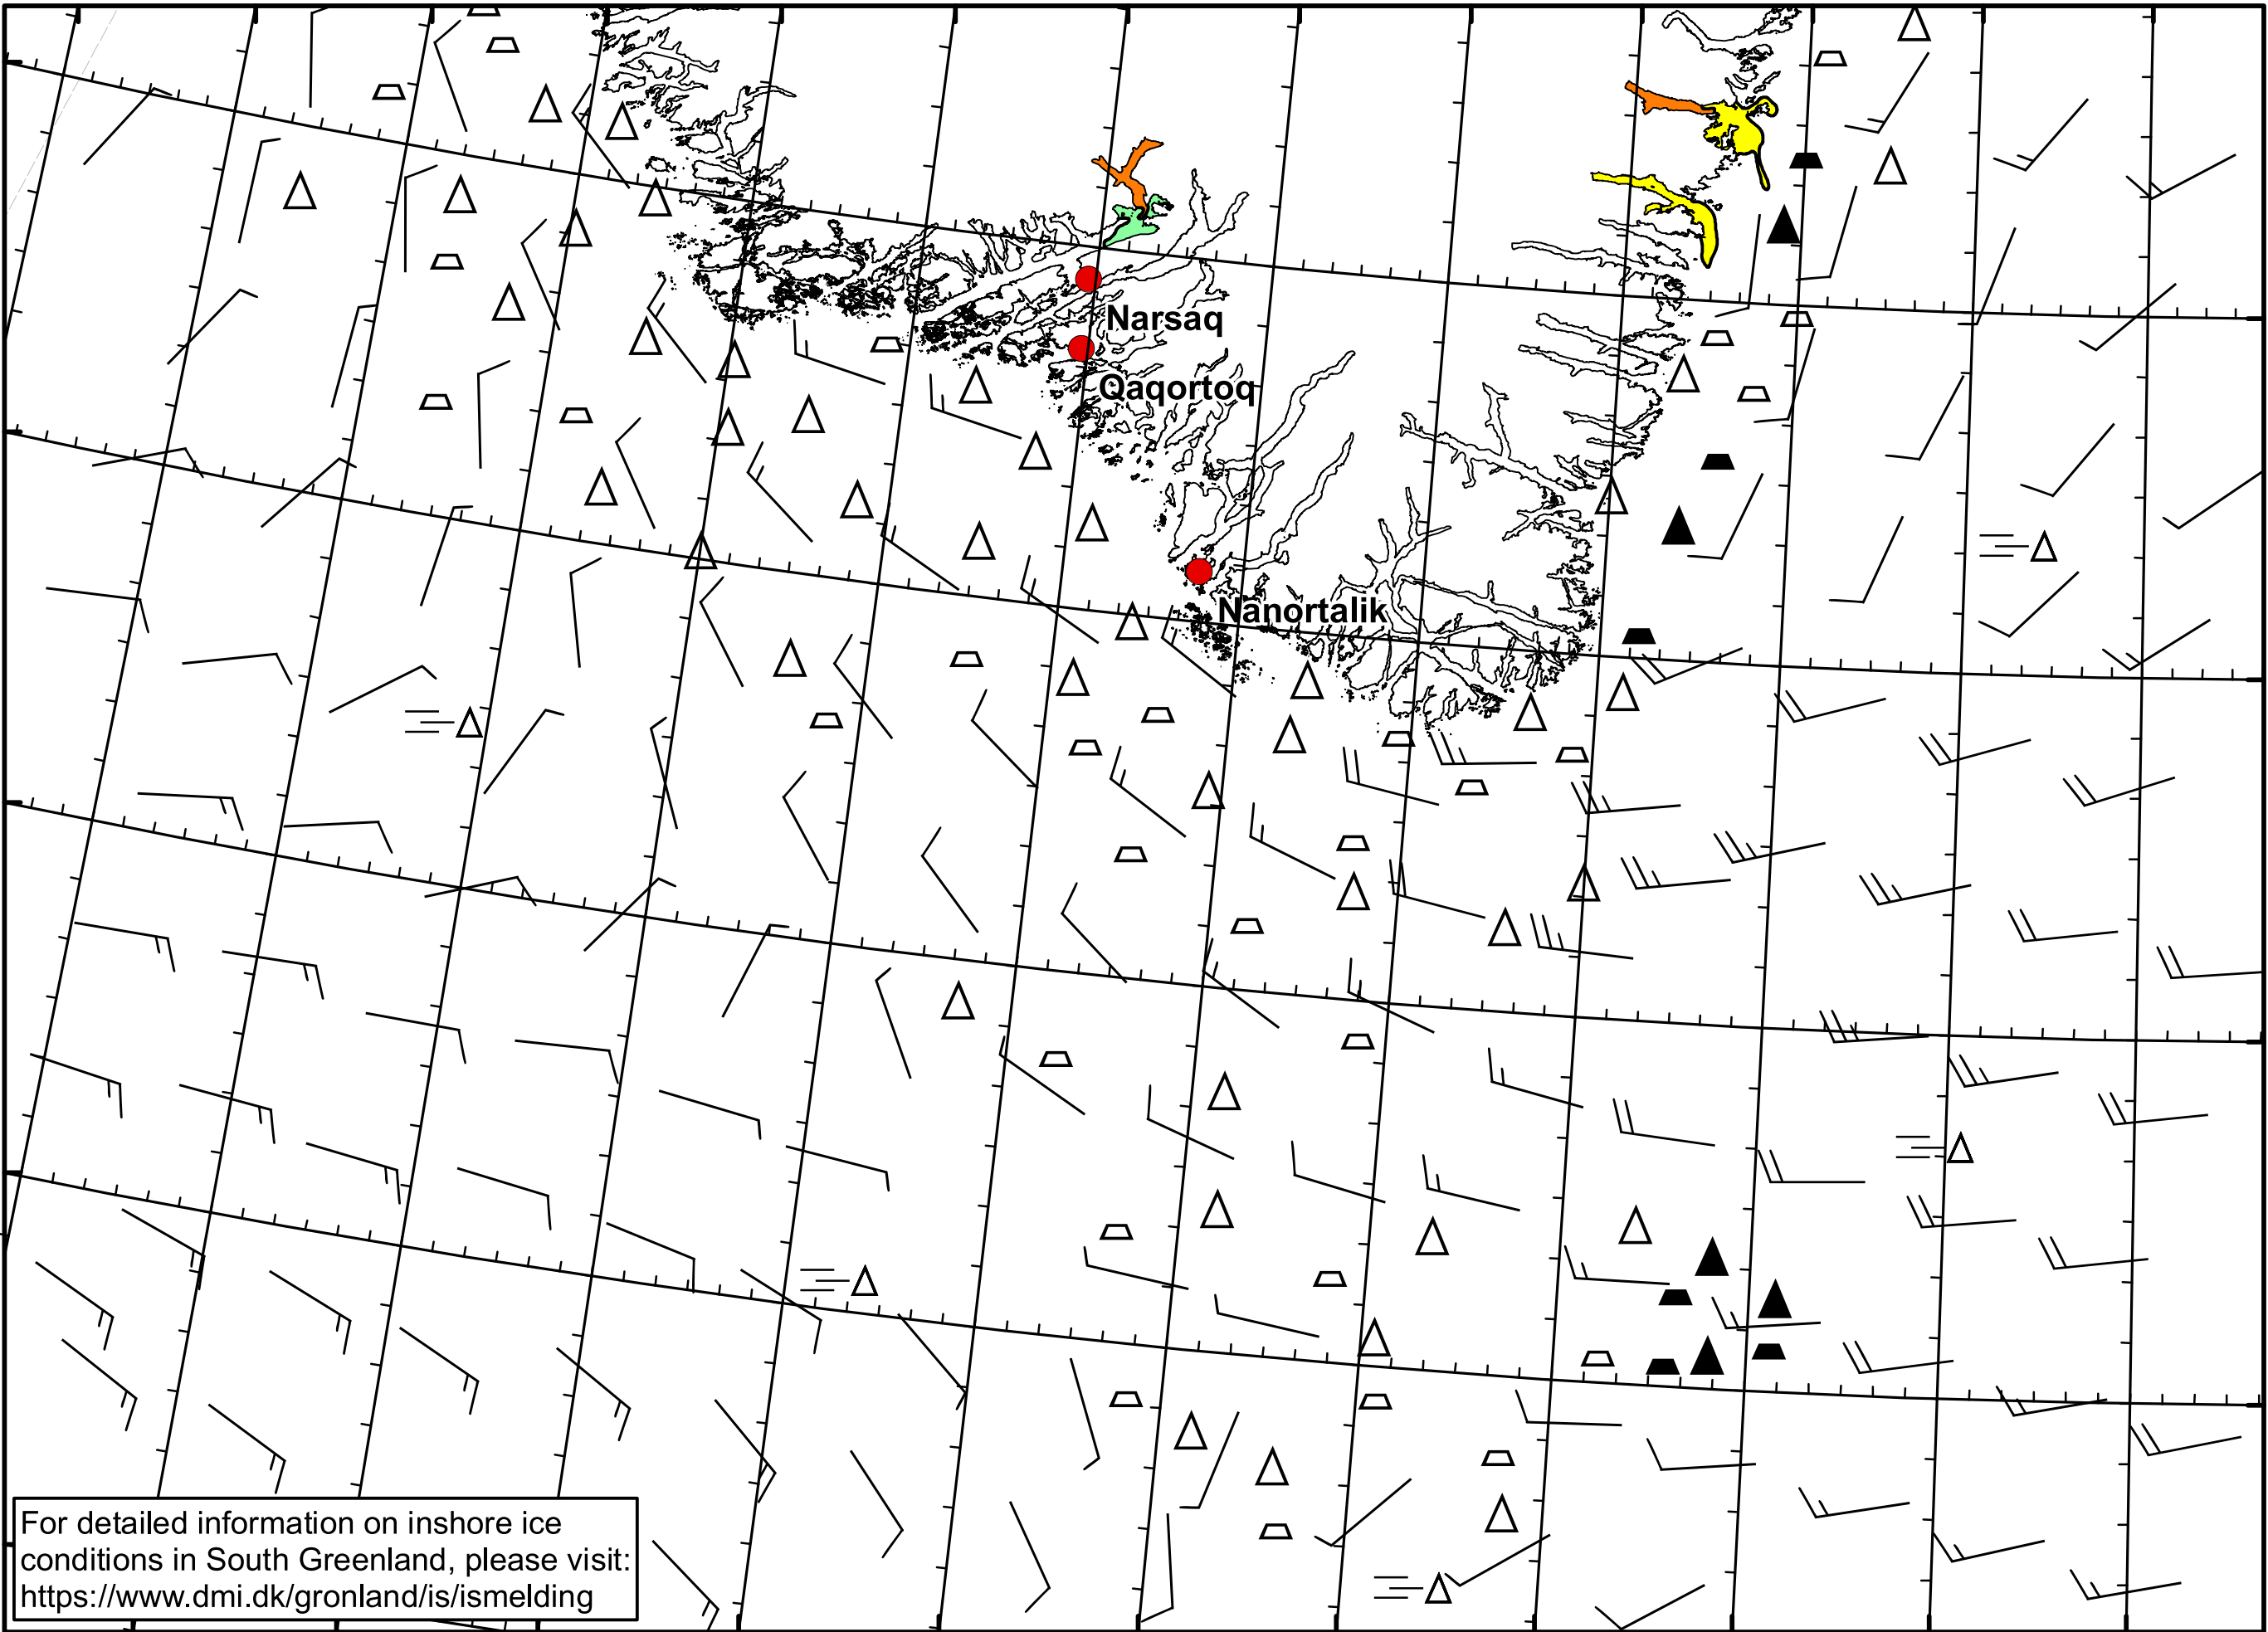 Narsaq
Qaqortoq
Nanortalik
For detailed information on inshore ice
conditions in South Greenland, please visit:
https://www.dmi.dk/gronland/is/ismelding